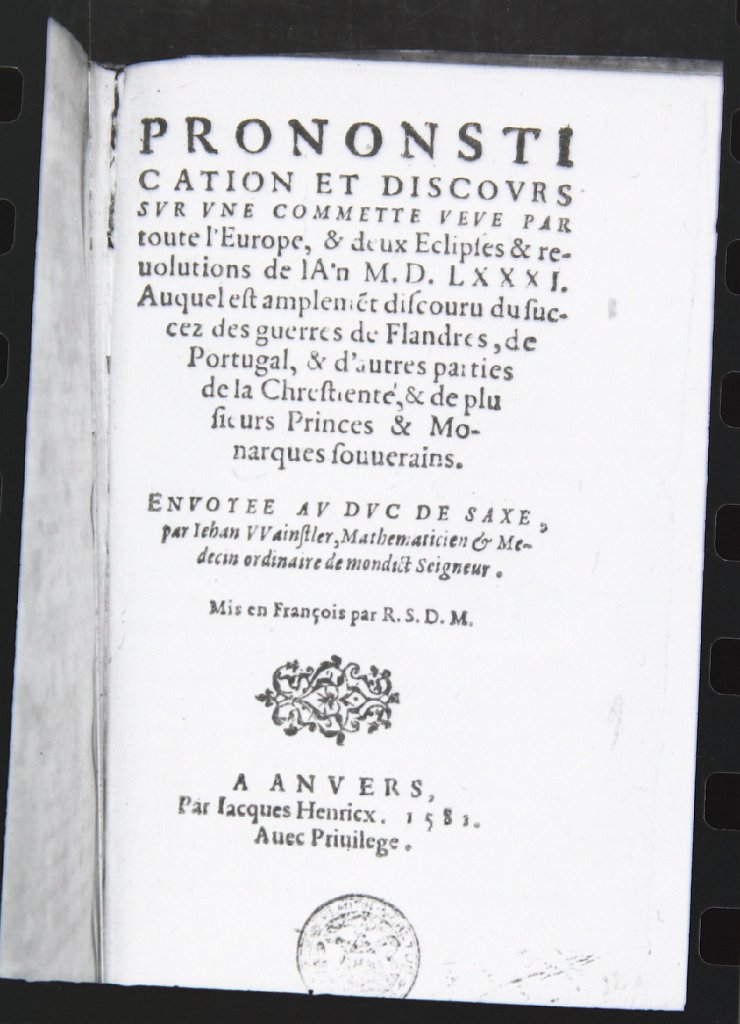 PRONONSTI
CATION ET DISCOVRS
SVR VNE COMMETTE VEVE PAR
toute l'Europe, & deux Eclipſes & re-
uolutions de lA'n M.D. LXXXI.
Auquel eſt amplemẽt diſcouru du ſuc-
cez des guerres de Flandres, de
Portugal, & d'autres parties
de la Chreſtienté, & de plu
ſieurs Princes & Mo-
narques ſouuerains.
ENVOYEE AV DVC DE SAXE,
par Iehan VVainſtler, Mathematicien & Me-
decin ordinaire de mondict Seigneur.
Mis en François par R. S. D. M.
A ANVERS,
Par Iacques Henricx. 1581.
Auec Priuilege.